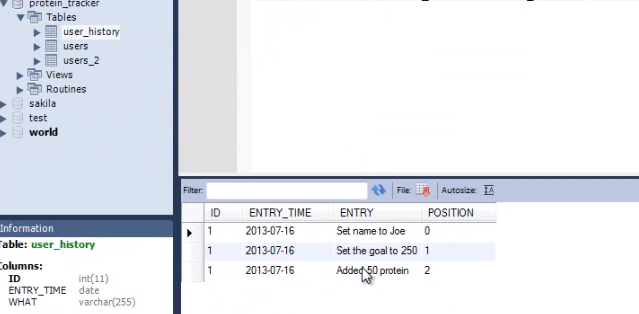 protein_tracker
Tables
user_history
users
users_2
Views
Routines
sakila
test
world
Filter:
File:
Autosize:
ID ENTRY_TIME ENTRY POSITION
1 2013-07-16 Set name to Joe 0
1 2013-07-16 Set the goal to 250 1
1 2013-07-16 Added 50 protein 2
Information
Table: user_history
Columns:
ID int(11)
ENTRY_TIME date
WHAT varchar(255)